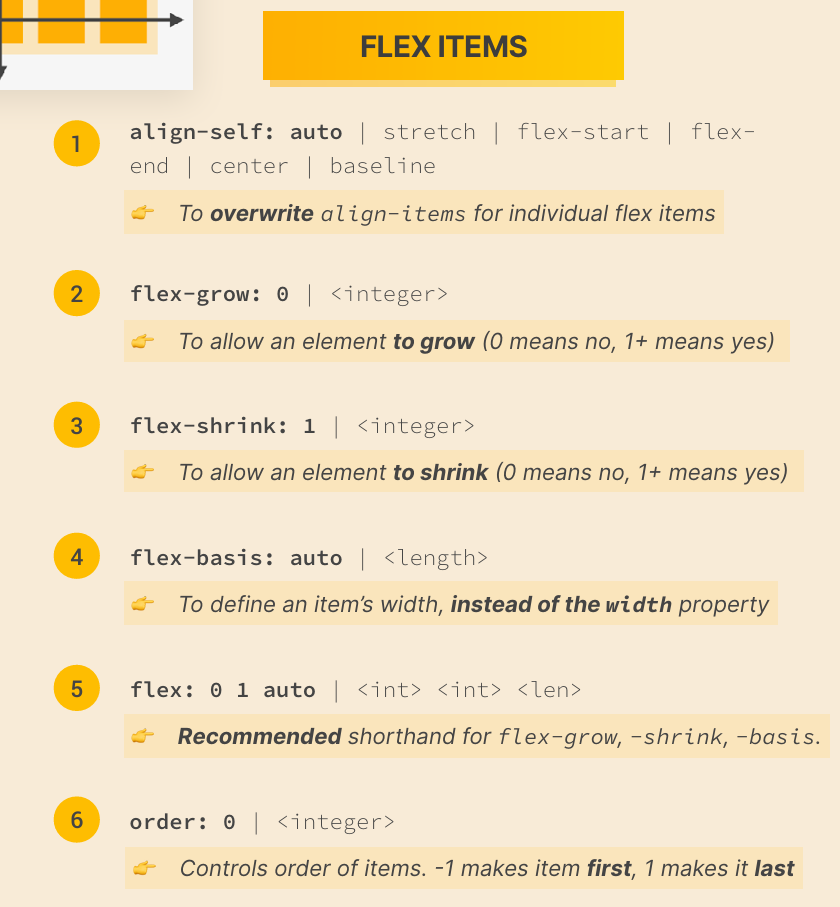 FLEX ITEMS
1
align-self: auto | stretch | flex-start | flex-
end | center | baseline
👉 To overwrite align-items for individual flex items
2
flex-grow: 0 | <integer>
👉 To allow an element to grow (0 means no, 1+ means yes)
3
flex-shrink: 1 | <integer>
👉 To allow an element to shrink (0 means no, 1+ means yes)
4
flex-basis: auto | <length>
👉 To define an item’s width, instead of the width property
5
flex: 0 1 auto | <int> <int> <len>
👉 Recommended shorthand for flex-grow, -shrink, -basis.
6
order: 0 | <integer>
👉 Controls order of items. -1 makes item first, 1 makes it last